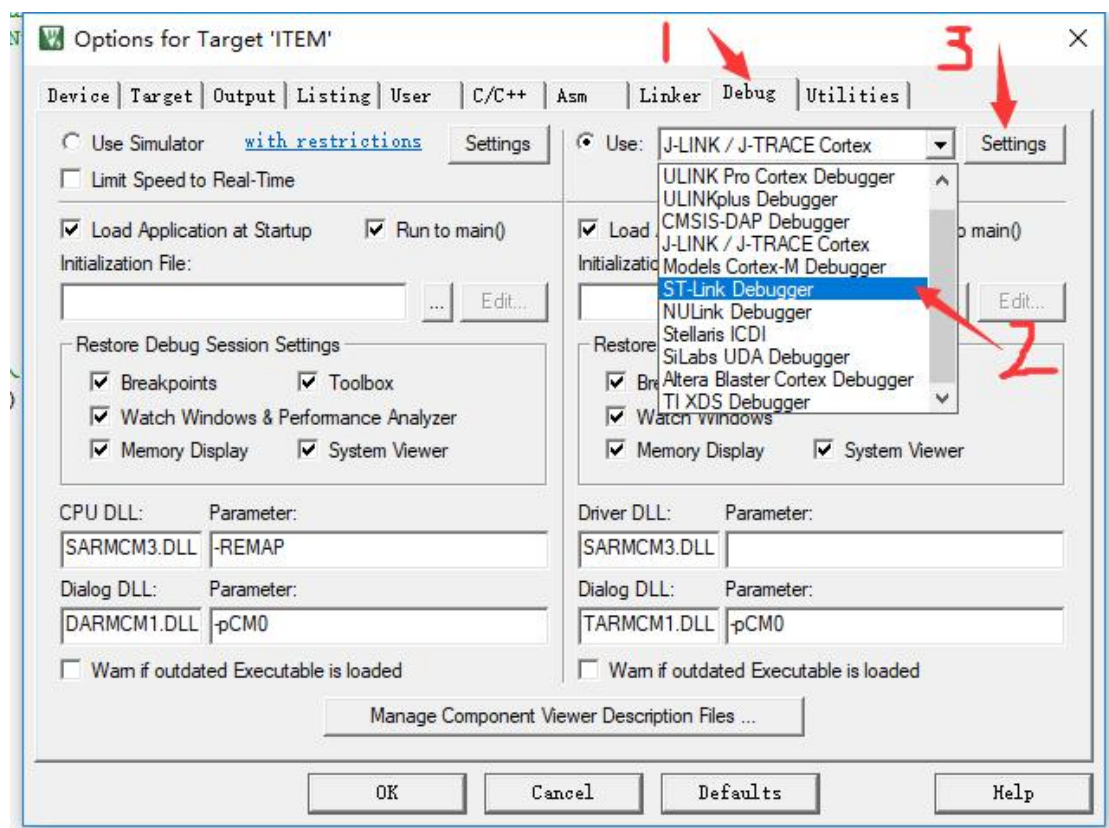 Options for Target 'ITEM'
1
3
Device Target Output Listing User C/C++ Asm Linker Debug Utilities
Use Simulator with restrictions Settings
Use: J-LINK / J-TRACE Cortex Settings
Limit Speed to Real-Time
ULINK Pro Cortex Debugger
ULINKplus Debugger
CMSIS-DAP Debugger
J-LINK / J-TRACE Cortex
Models Cortex-M Debugger
ST-Link Debugger
NULink Debugger
Stellaris ICDI
SiLabs UDA Debugger
Altera Blaster Cortex Debugger
TI XDS Debugger
2
Load Application at Startup Run to main()
Load main()
Initialization File:
... Edit...
Edit...
Restore Debug Session Settings
Restore
Breakpoints Toolbox
Watch Windows & Performance Analyzer
Watch Windows
Memory Display System Viewer
Memory Display System Viewer
CPU DLL: Parameter:
SARMCM3.DLL -REMAP
Dialog DLL: Parameter:
DARMCM1.DLL -pCM0
Warn if outdated Executable is loaded
Driver DLL: Parameter:
SARMCM3.DLL
Dialog DLL: Parameter:
TARMCM1.DLL -pCM0
Warn if outdated Executable is loaded
Manage Component Viewer Description Files ...
OK Cancel Defaults Help